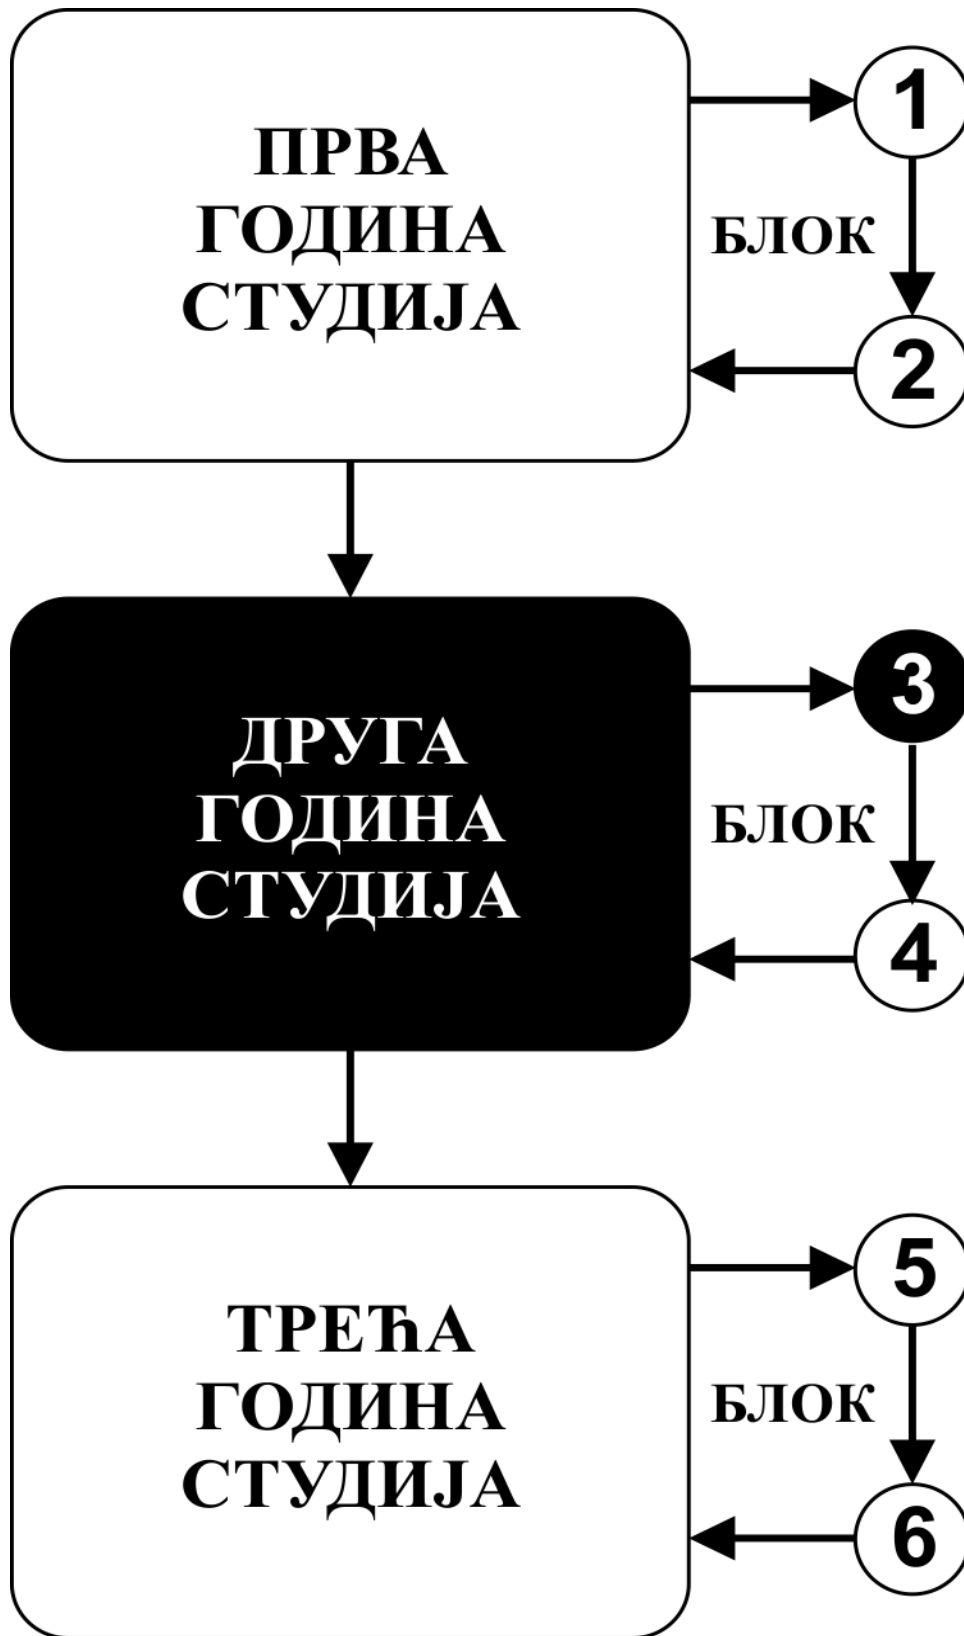 ПРВА
ГОДИНА
СТУДИЈА
1
БЛОК
2
ДРУГА
ГОДИНА
СТУДИЈА
3
БЛОК
4
ТРЕЋА
ГОДИНА
СТУДИЈА
5
БЛОК
6